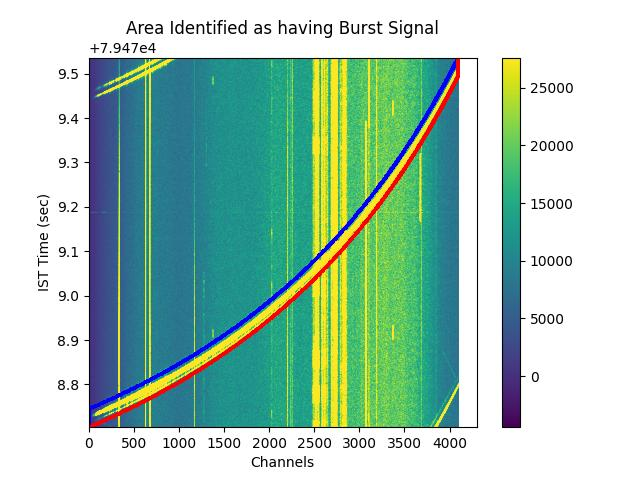 Area Identified as having Burst Signal
+7.947e4
9.5
9.4
9.3
9.2
9.1
9.0
8.9
8.8
IST Time (sec)
0 500 1000 1500 2000 2500 3000 3500 4000
Channels
25000
20000
15000
10000
5000
0